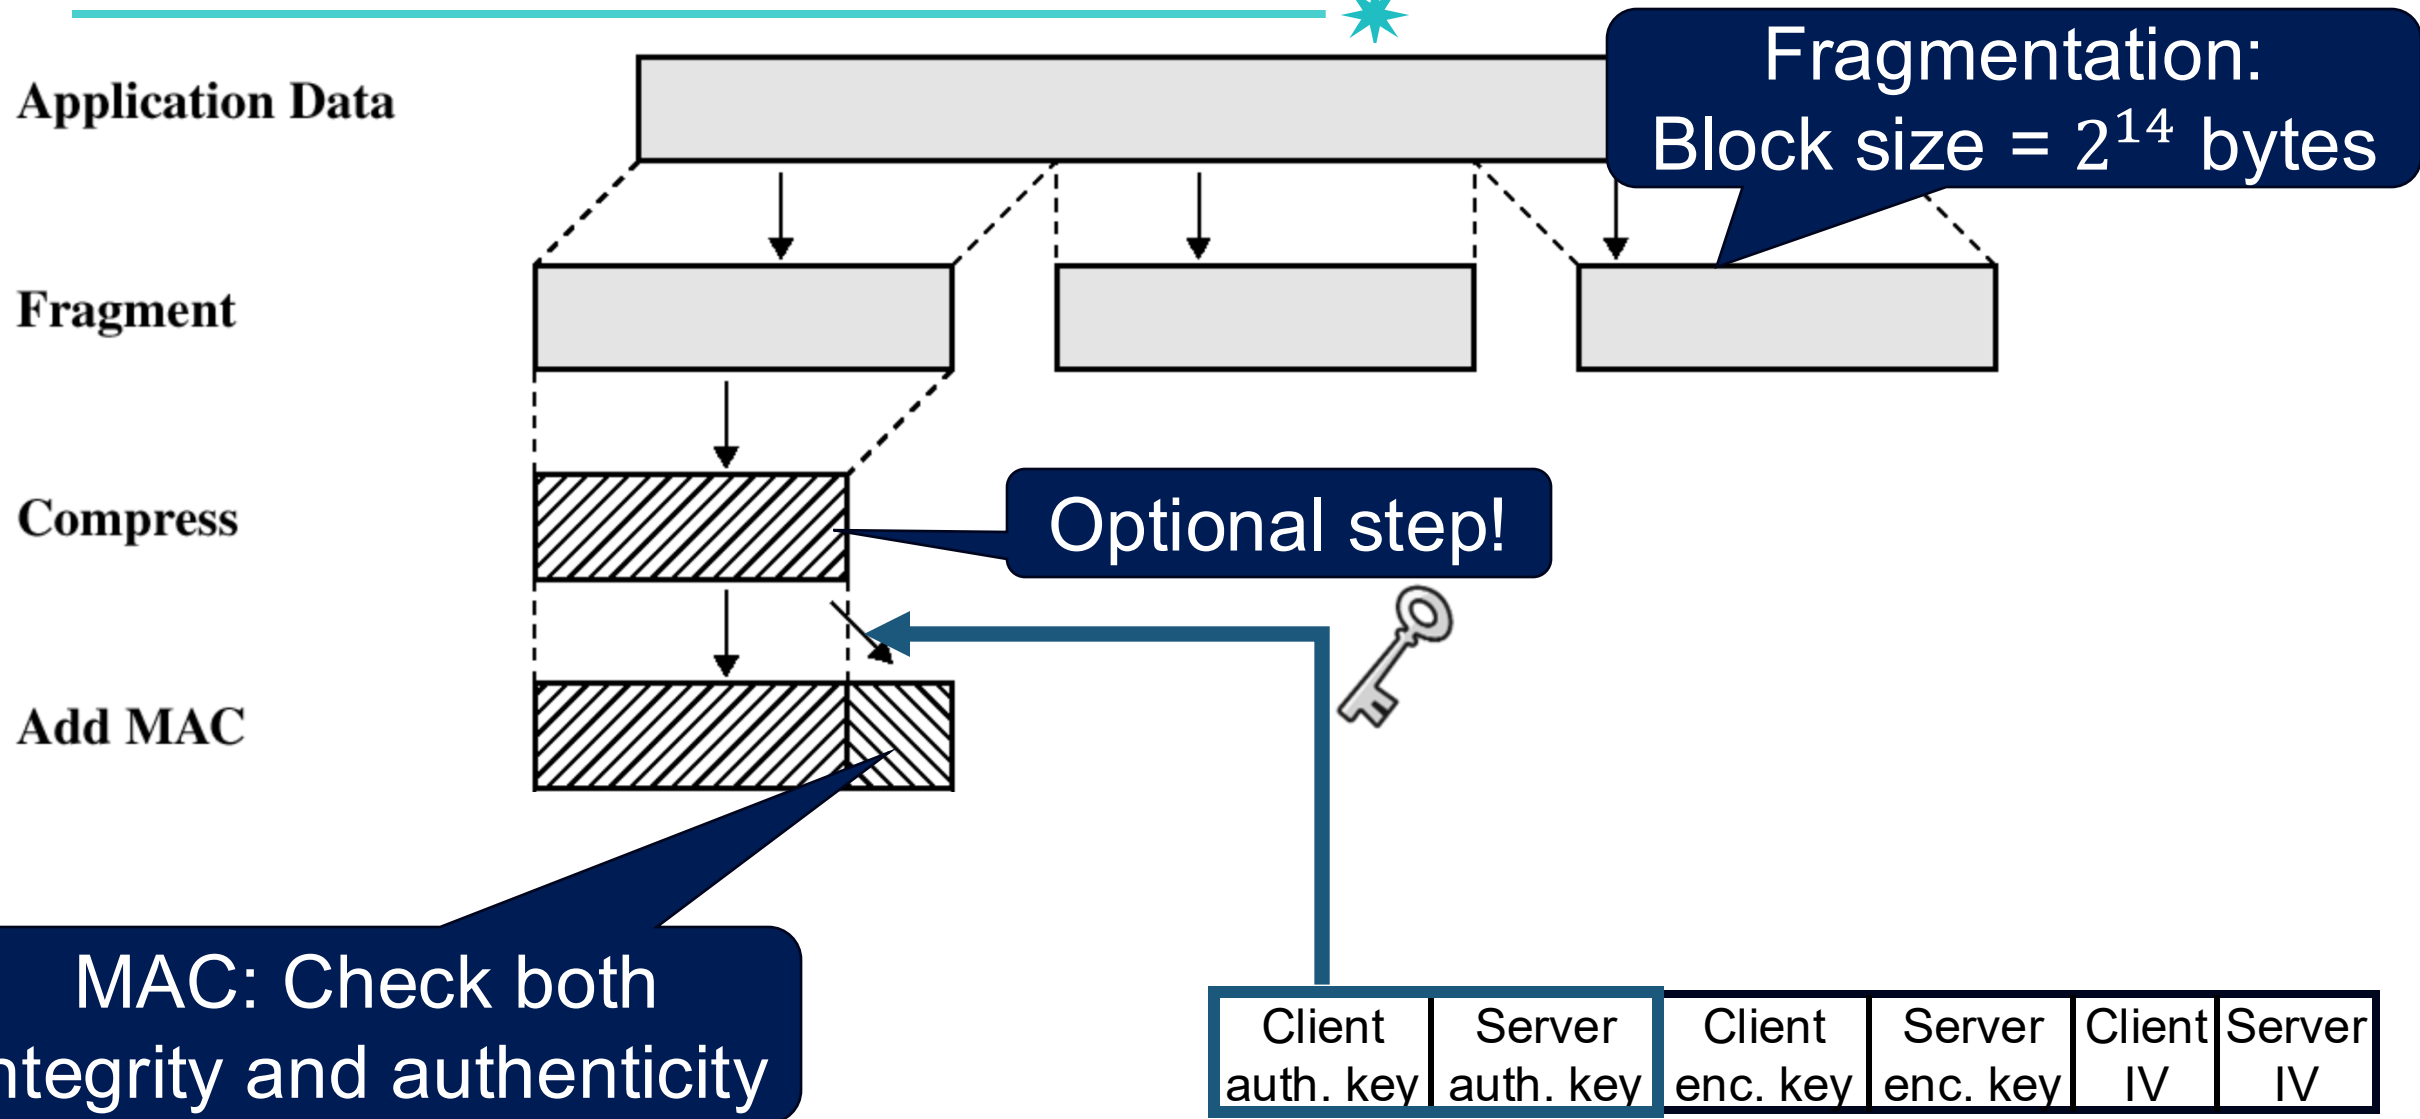 Application Data
Fragmentation:
Block size = 2¹⁴ bytes
Fragment
Compress
Optional step!
Add MAC
MAC: Check both
ntegrity and authenticity
Client auth. key
Server auth. key
Client enc. key
Server enc. key
Client IV
Server IV